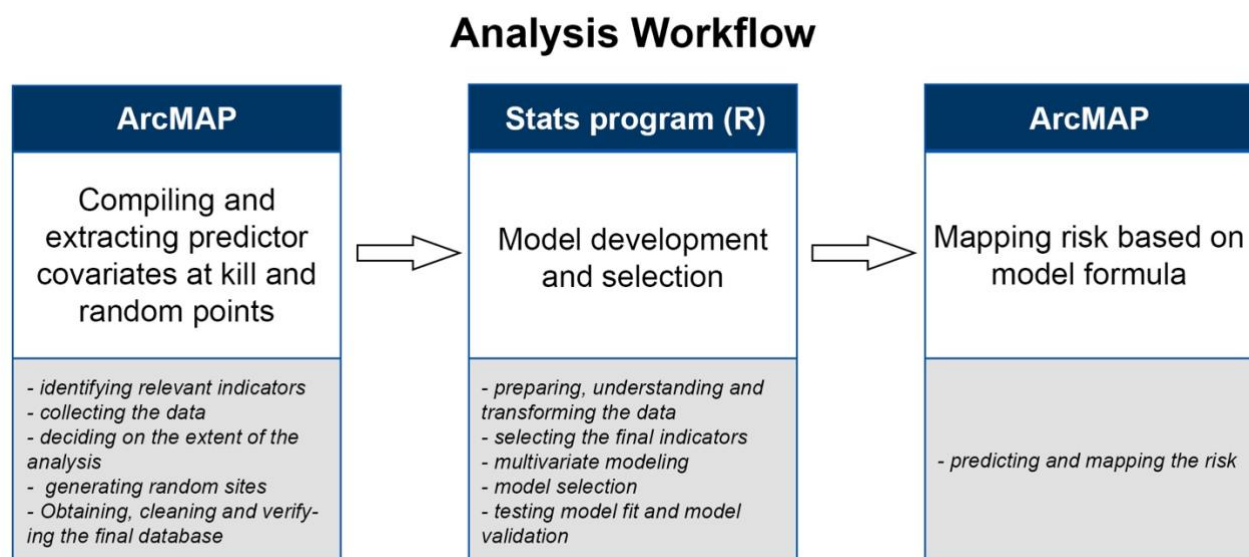 Analysis Workflow
ArcMAP
Compiling and
extracting predictor
covariates at kill and
random points
- identifying relevant indicators
- collecting the data
- deciding on the extent of the
analysis
- generating random sites
- Obtaining, cleaning and verify-
ing the final database
Stats program (R)
Model development
and selection
- preparing, understanding and
transforming the data
- selecting the final indicators
- multivariate modeling
- model selection
- testing model fit and model
validation
ArcMAP
Mapping risk based on
model formula
- predicting and mapping the risk